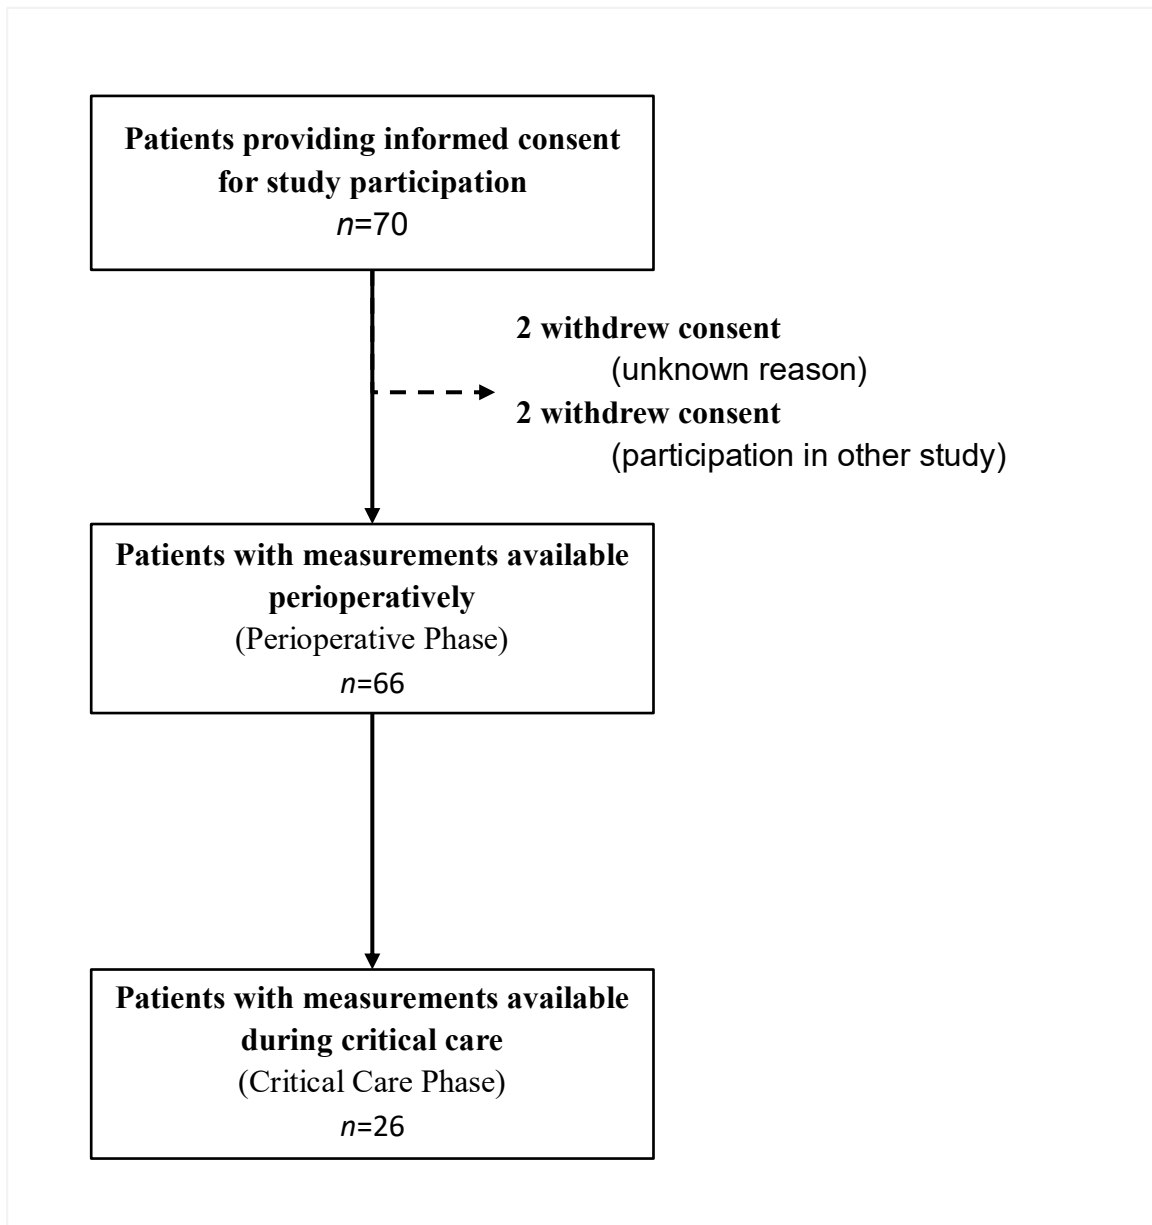 Patients providing informed consent
for study participation
n=70
2 withdrew consent
(unknown reason)
2 withdrew consent
(participation in other study)
Patients with measurements available
perioperatively
(Perioperative Phase)
n=66
Patients with measurements available
during critical care
(Critical Care Phase)
n=26